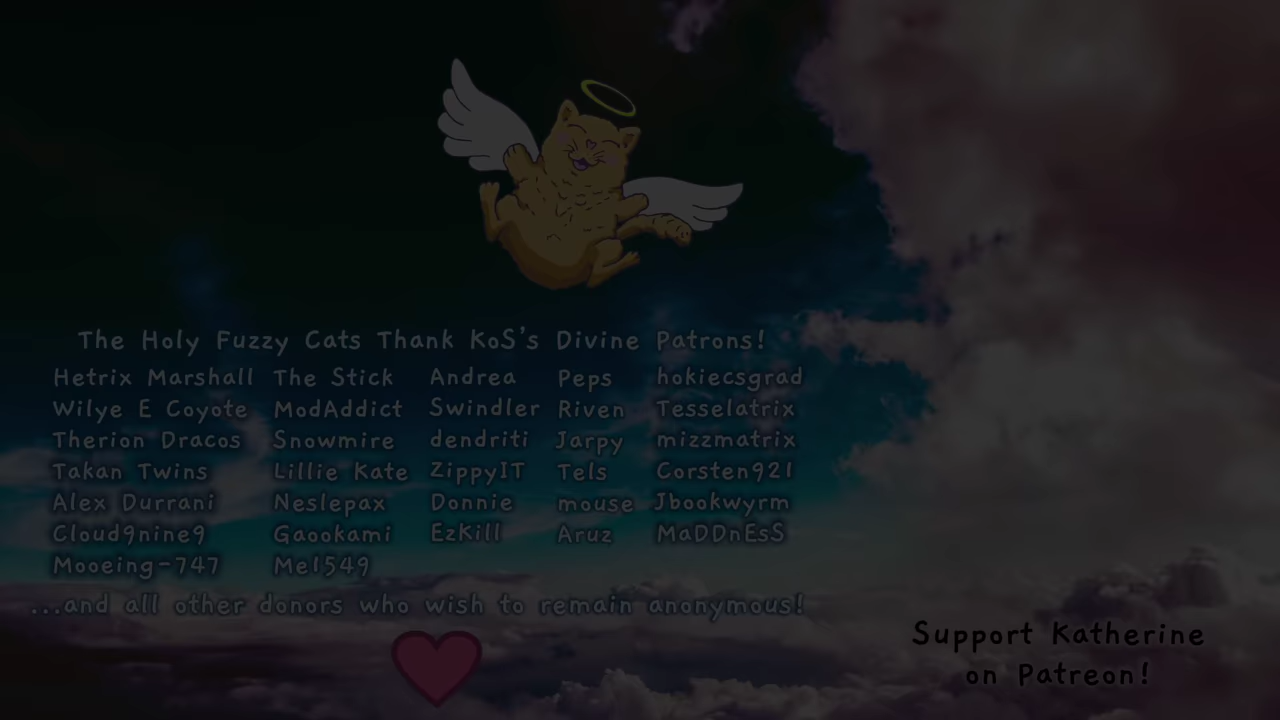 The Holy Fuzzy Cats Thank KoS's Divine Patrons!
Hetrix Marshall The Stick Andrea Peps hokiecsgrad
Wilye E Coyote ModAddict Swindler Riven Tesselatrix
Therion Dracos Snowmire dendriti Jarpy mizzmatrix
Takan Twins Lillie Kate ZippyIT Tels Corsten921
Alex Durrani Neslepax Donnie mouse Jbookwyrm
Cloud9nine9 Gaookami EzKill Aruz MaDDnEsS
Mooeing-747 Mel549
...and all other donors who wish to remain anonymous!
Support Katherine
on Patreon!